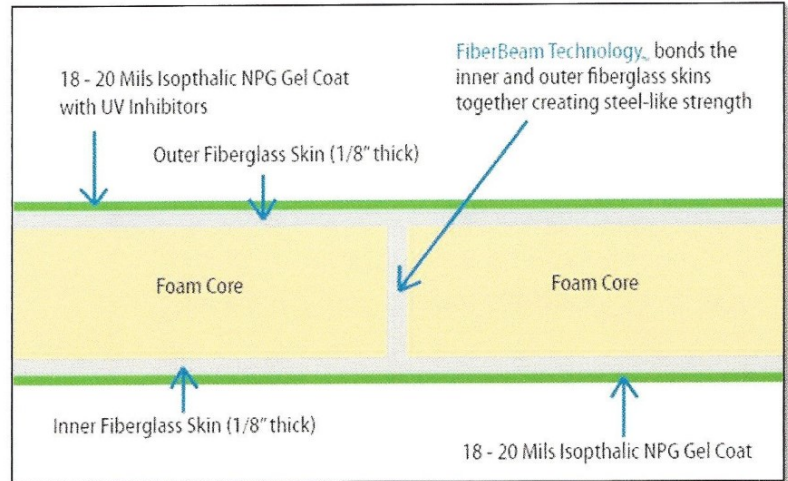 18 - 20 Mils Isopthalic NPG Gel Coat
with UV Inhibitors
FiberBeam Technology™ bonds the
inner and outer fiberglass skins
together creating steel-like strength
Outer Fiberglass Skin (1/8" thick)
Foam Core
Foam Core
Inner Fiberglass Skin (1/8" thick)
18 - 20 Mils Isopthalic NPG Gel Coat